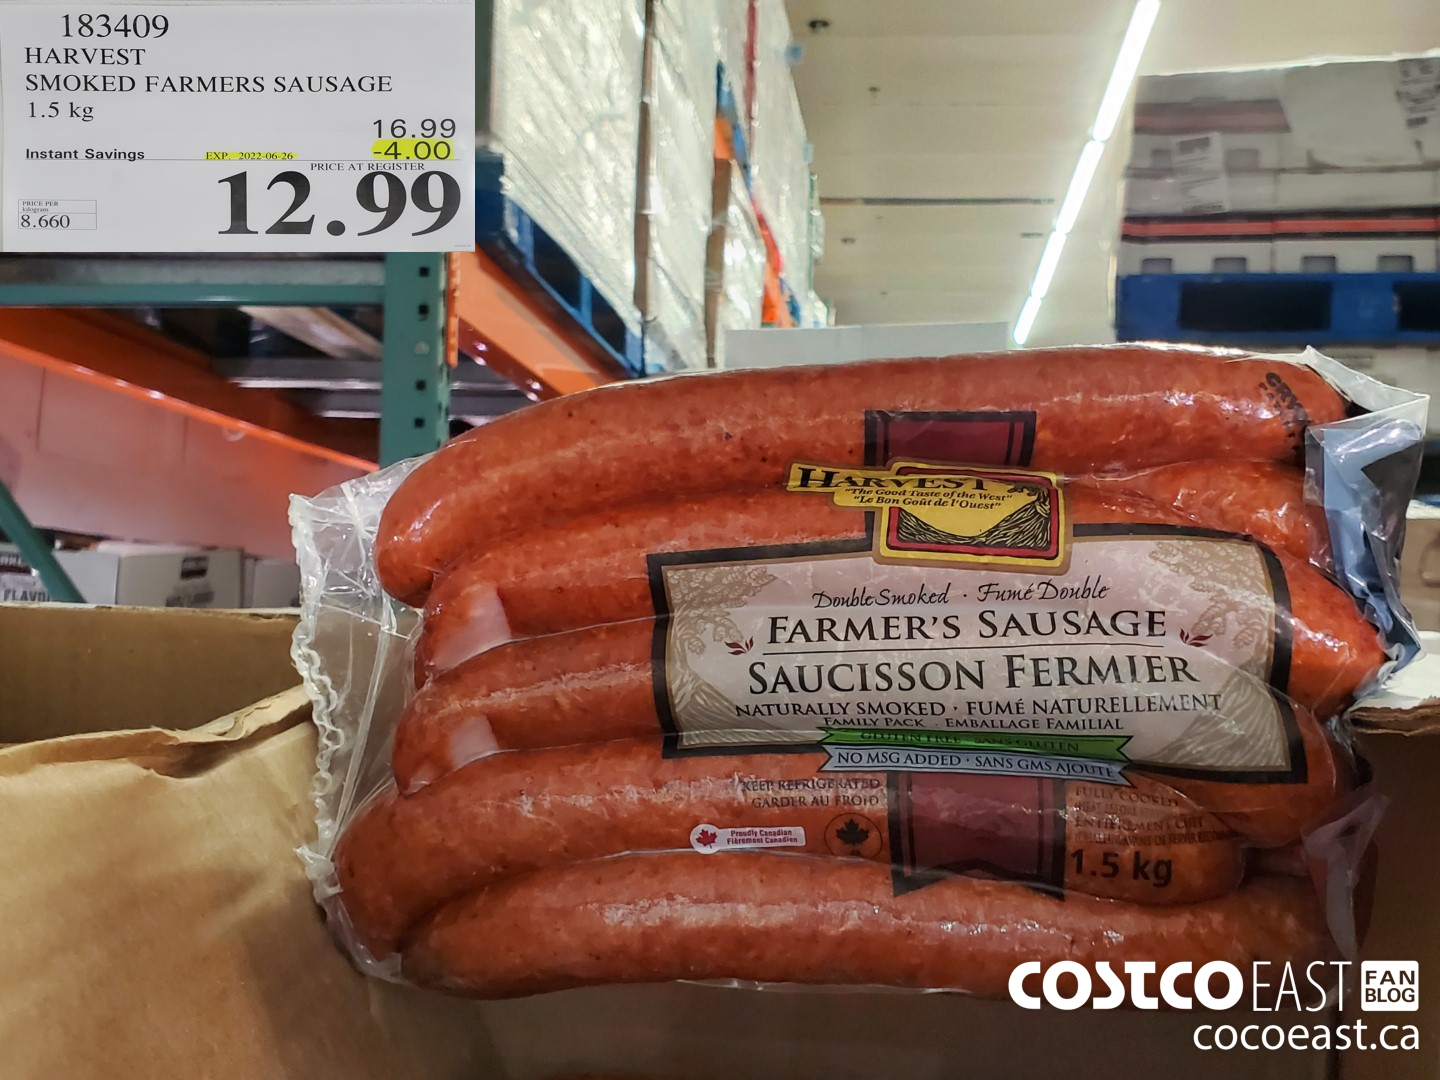 183409
HARVEST
SMOKED FARMERS SAUSAGE
1.5 kg
16.99
Instant Savings EXP. 2022-06-26 -4.00
PRICE AT REGISTER
12.99
PRICE PER
kilogram
8.660
HARVEST
"The Good Taste of the West"
"Le Bon Goût de l'Ouest"
Double Smoked · Fumé Double
FARMER'S SAUSAGE
SAUCISSON FERMIER
NATURALLY SMOKED · FUMÉ NATURELLEMENT
FAMILY PACK · EMBALLAGE FAMILIAL
GLUTEN FREE · SANS GLUTEN
NO MSG ADDED · SANS GMS AJOUTÉ
KEEP REFRIGERATED
GARDER AU FROID
Proudly Canadian
Fièrement Canadien
FULLY COOKED
ENTIÈREMENT CUIT
1.5 kg
FLAVO
COSTCO EAST FAN BLOG
cocoeast.ca